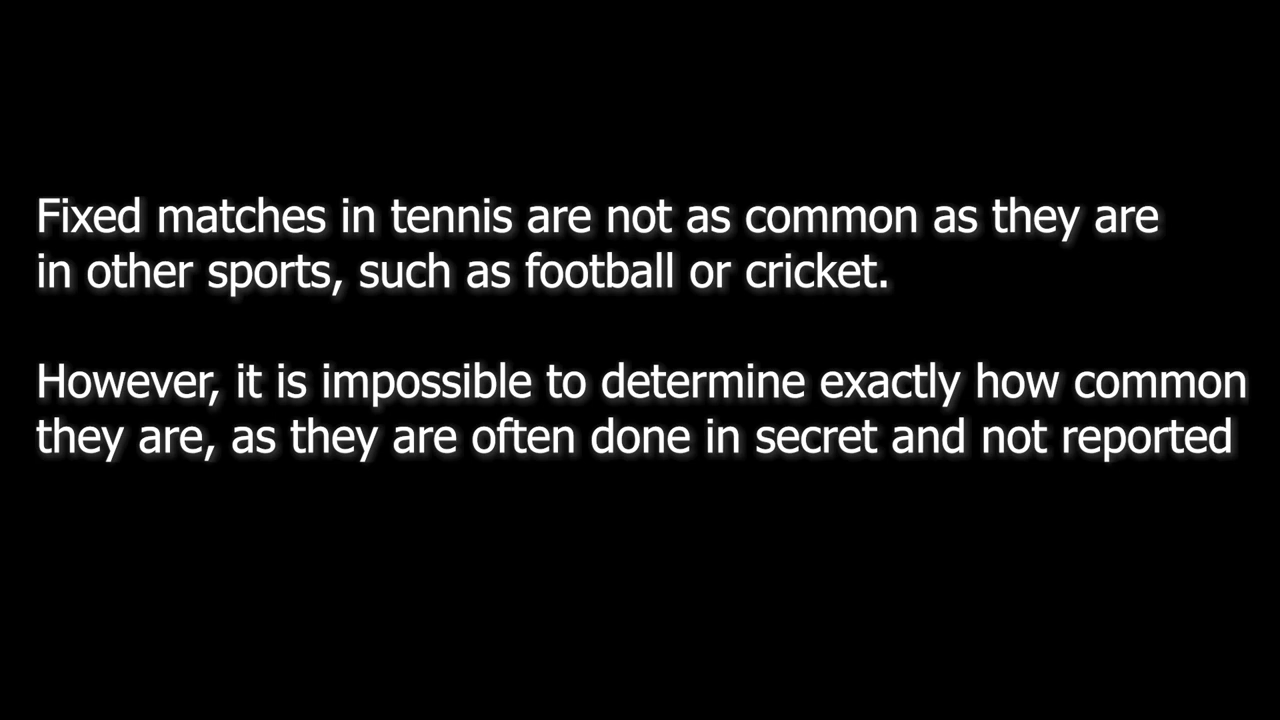 Fixed matches in tennis are not as common as they are
in other sports, such as football or cricket.
However, it is impossible to determine exactly how common
they are, as they are often done in secret and not reported